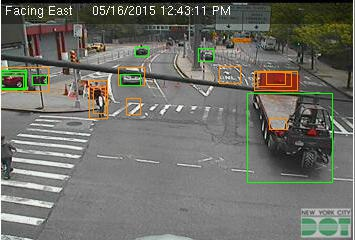 Facing East 05/16/2015 12:43:11 PM
NEW YORK CITY
DOT